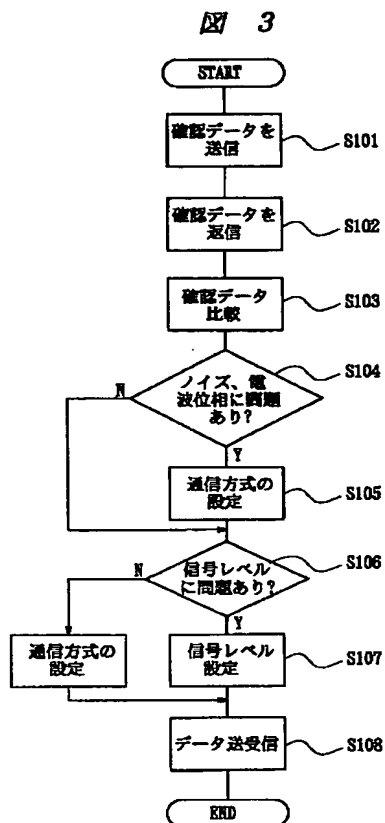 図 3
START
確認データを
送信
S101
確認データを
返信
S102
確認データ
比較
S103
ノイズ、電
波位相に問題
あり?
S104
N
Y
通信方式の
設定
S105
信号レベル
に問題あり?
S106
N
Y
通信方式の
設定
信号レベル
設定
S107
データ送受信
S108
END